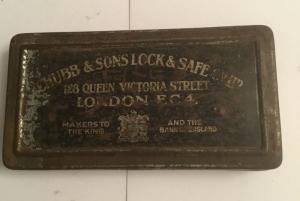 CHUBB & SONS LOCK & SAFE Co LTD
128 QUEEN VICTORIA STREET
LONDON E.C.4.
MAKERS TO THE KING
AND THE BANK OF ENGLAND